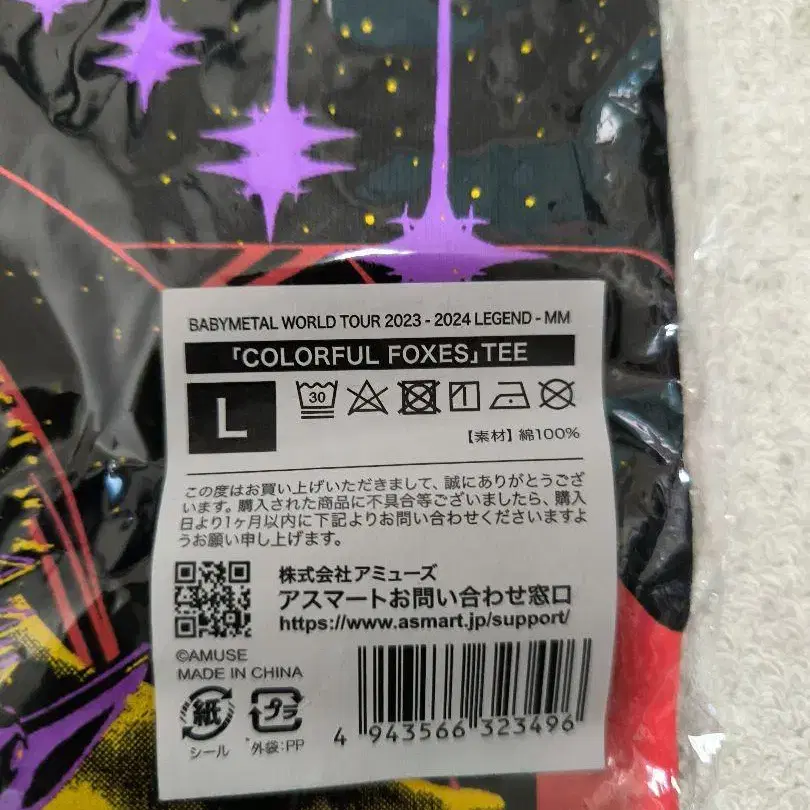 BABYMETAL WORLD TOUR 2023 - 2024 LEGEND - MM
「COLORFUL FOXES」TEE
L
30
【素材】綿100%
この度はお買い上げいただきまして、誠にありがとうござ
います。購入された商品に不具合等ございましたら、購入
日より1ヶ月以内に下記よりお問い合わせくださいますよ
うお願い申し上げます。
株式会社アミューズ
アスマートお問い合わせ窓口
https://www.asmart.jp/support/
©AMUSE
MADE IN CHINA
紙
プラ
シール
外袋:PP
4 943566 323496